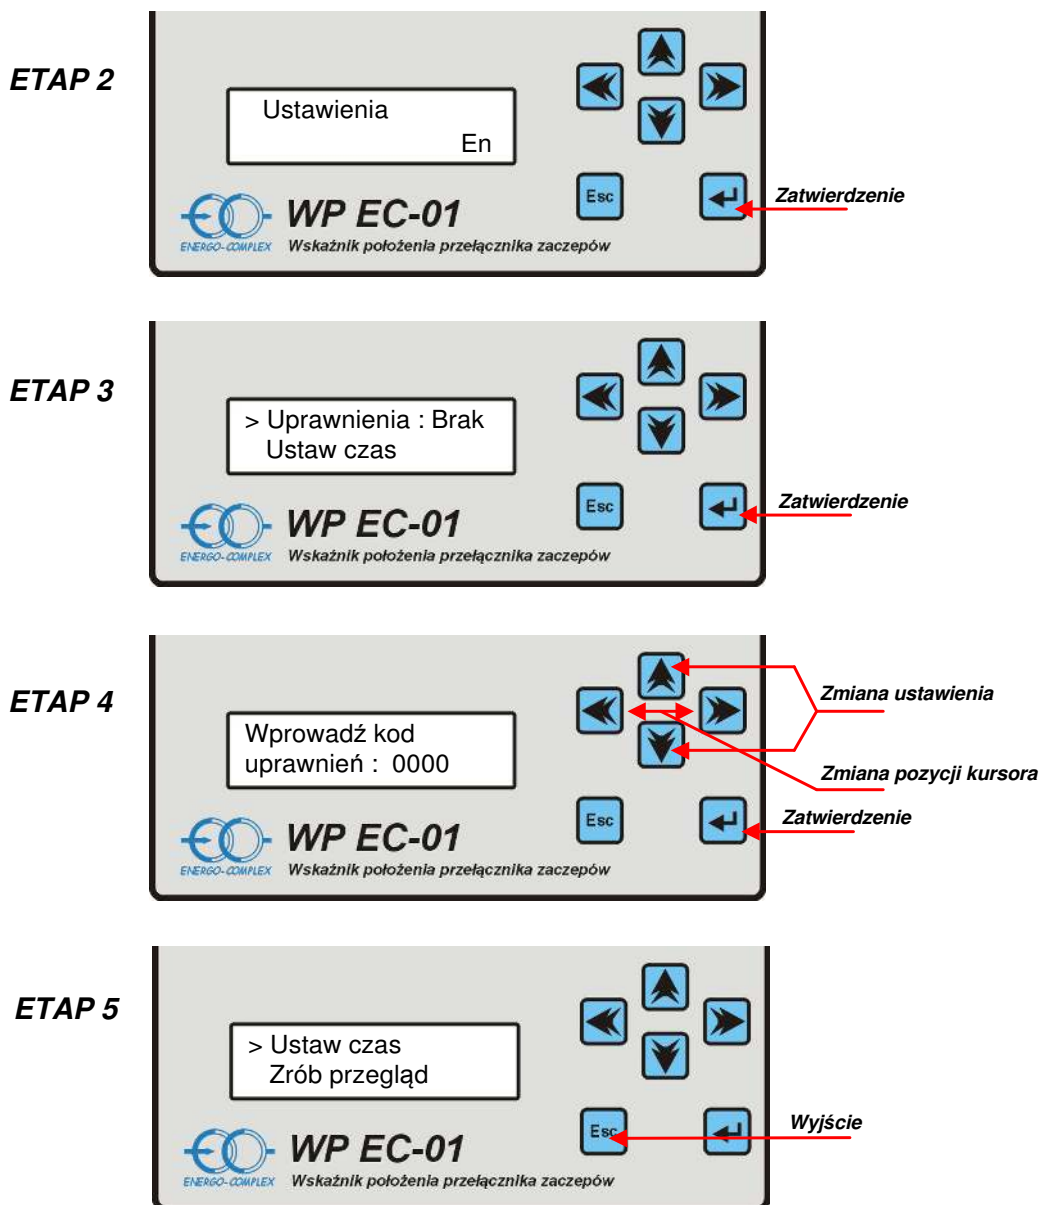 ETAP 2
Ustawienia
En
Esc
Zatwierdzenie
WP EC-01
ENERGO-COMPLEX
Wskaźnik położenia przełącznika zaczepów
ETAP 3
> Uprawnienia : Brak
Ustaw czas
Esc
Zatwierdzenie
WP EC-01
ENERGO-COMPLEX
Wskaźnik położenia przełącznika zaczepów
ETAP 4
Zmiana ustawienia
Wprowadź kod
uprawnień : 0000
Zmiana pozycji kursora
Esc
Zatwierdzenie
WP EC-01
ENERGO-COMPLEX
Wskaźnik położenia przełącznika zaczepów
ETAP 5
> Ustaw czas
Zrób przegląd
Esc
Wyjście
WP EC-01
ENERGO-COMPLEX
Wskaźnik położenia przełącznika zaczepów